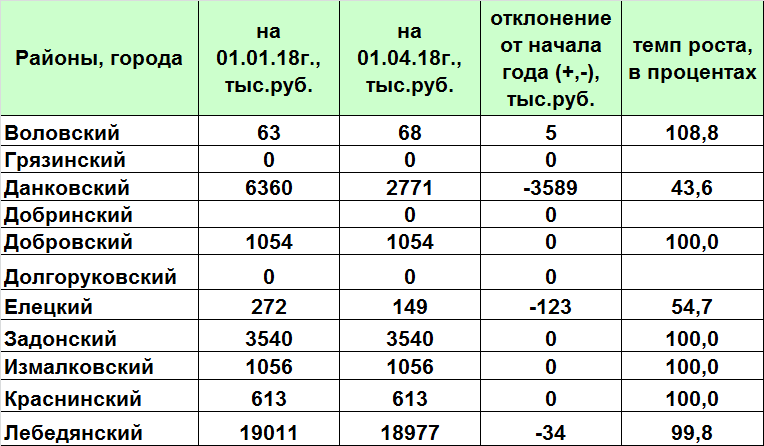 Районы, города на 01.01.18г., тыс.руб. на 01.04.18г., тыс.руб. отклонение от начала года (+,-), тыс.руб. темп роста, в процентах
Воловский 63 68 5 108,8
Грязинский 0 0 0
Данковский 6360 2771 -3589 43,6
Добринский 0 0
Добровский 1054 1054 0 100,0
Долгоруковский 0 0 0
Елецкий 272 149 -123 54,7
Задонский 3540 3540 0 100,0
Измалковский 1056 1056 0 100,0
Краснинский 613 613 0 100,0
Лебедянский 19011 18977 -34 99,8